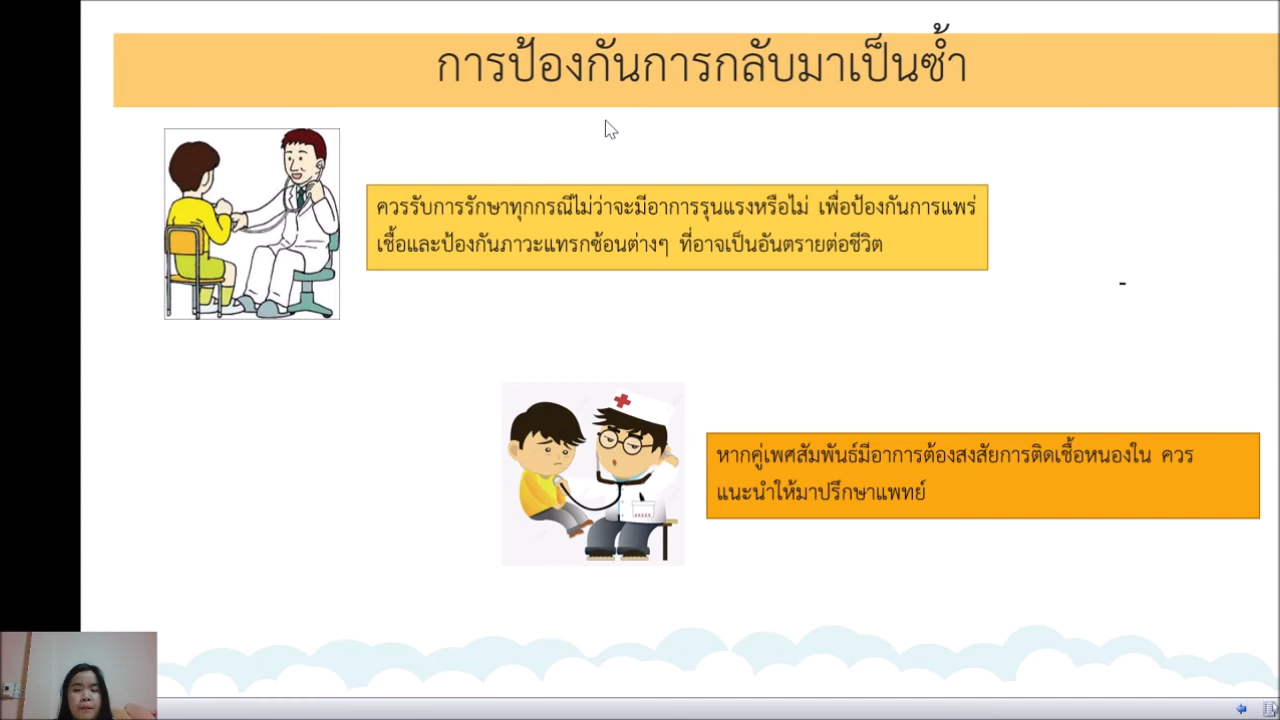 การป้องกันการกลับมาเป็นซ้ำ
ควรรับการรักษาทุกกรณีไม่ว่าจะมีอาการรุนแรงหรือไม่ เพื่อป้องกันการแพร่
เชื้อและป้องกันภาวะแทรกซ้อนต่างๆ ที่อาจเป็นอันตรายต่อชีวิต
-
หากคู่เพศสัมพันธ์มีอาการต้องสงสัยการติดเชื้อหนองใน ควร
แนะนำให้มาปรึกษาแพทย์